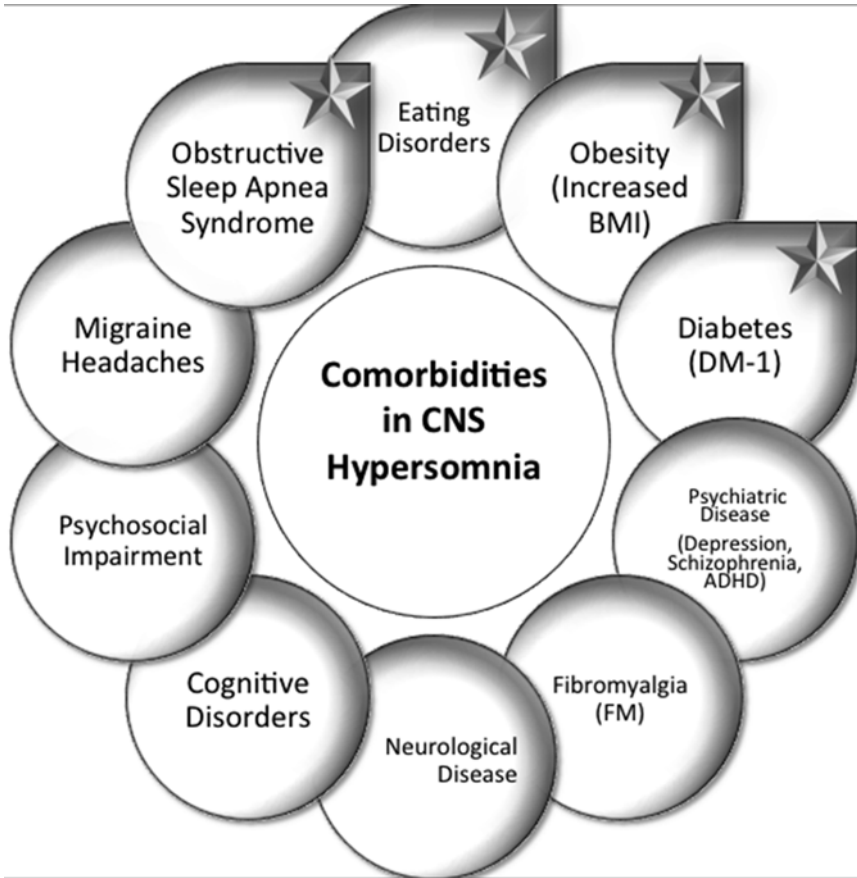 Comorbidities
in CNS
Hypersomnia
Eating
Disorders
Obesity
(Increased
BMI)
Diabetes
(DM-1)
Psychiatric
Disease
(Depression,
Schizophrenia,
ADHD)
Fibromyalgia
(FM)
Neurological
Disease
Cognitive
Disorders
Psychosocial
Impairment
Migraine
Headaches
Obstructive
Sleep Apnea
Syndrome